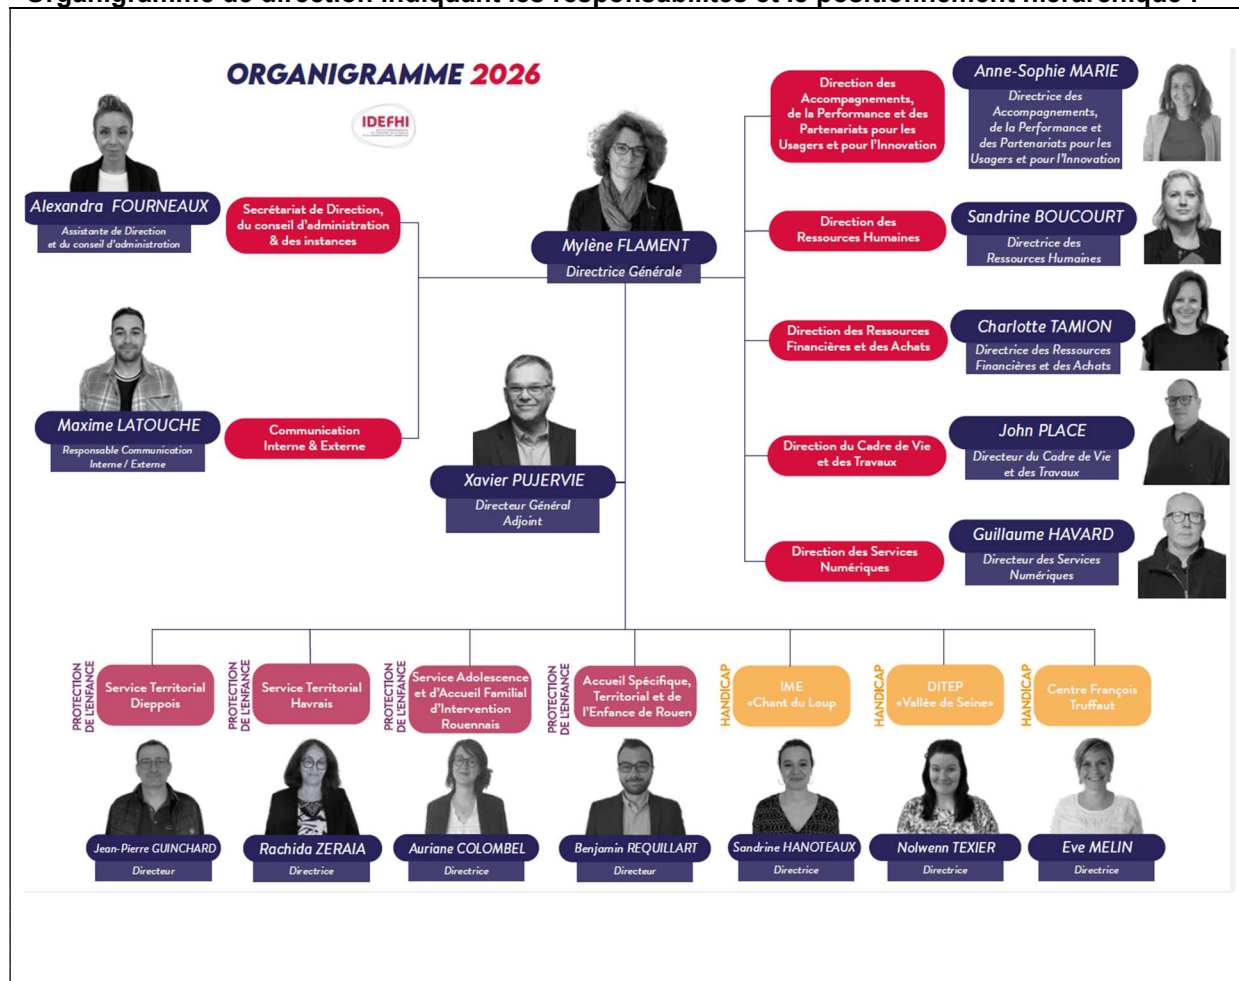 Organigramme de direction indiquant les responsabilités et le positionnement hiérarchique :
ORGANIGRAMME 2026
IDEFHI
Alexandra FOURNEAUX
Assistante de Direction
et du conseil d'administration
Secrétariat de Direction,
du conseil d'administration
& des instances
Mylène FLAMENT
Directrice Générale
Maxime LATOUCHE
Responsable Communication
Interne / Externe
Communication
Interne & Externe
Xavier PUJERVIE
Directeur Général
Adjoint
Direction des
Accompagnements,
de la Performance et des
Partenariats pour les
Usagers et pour l'Innovation
Anne-Sophie MARIE
Directrice des
Accompagnements,
de la Performance et
des Partenariats pour les
Usagers et pour l'Innovation
Direction des
Ressources Humaines
Sandrine BOUCOURT
Directrice des
Ressources Humaines
Direction des Ressources
Financières et des Achats
Charlotte TAMION
Directrice des Ressources
Financières et des Achats
Direction du Cadre de Vie
et des Travaux
John PLACE
Directeur du Cadre de Vie
et des Travaux
Direction des Services
Numériques
Guillaume HAVARD
Directeur des Services
Numériques
PROTECTION
DE L'ENFANCE
Service Territorial
Dieppois
Jean-Pierre GUINCHARD
Directeur
PROTECTION
DE L'ENFANCE
Service Territorial
Havrais
Rachida ZERAIA
Directrice
PROTECTION
DE L'ENFANCE
Service Adolescence
et d'Accueil Familial
d'Intervention
Rouennais
Auriane COLOMBEL
Directrice
PROTECTION
DE L'ENFANCE
Accueil Spécifique,
Territorial et de
l'Enfance de Rouen
Benjamin REQUILLART
Directeur
HANDICAP
IME
«Chant du Loup
Sandrine HANOTEAUX
Directrice
HANDICAP
DITEP
«Vallée de Seine»
Nolwenn TEXIER
Directrice
HANDICAP
Centre François
Truffaut
Eve MELIN
Directrice